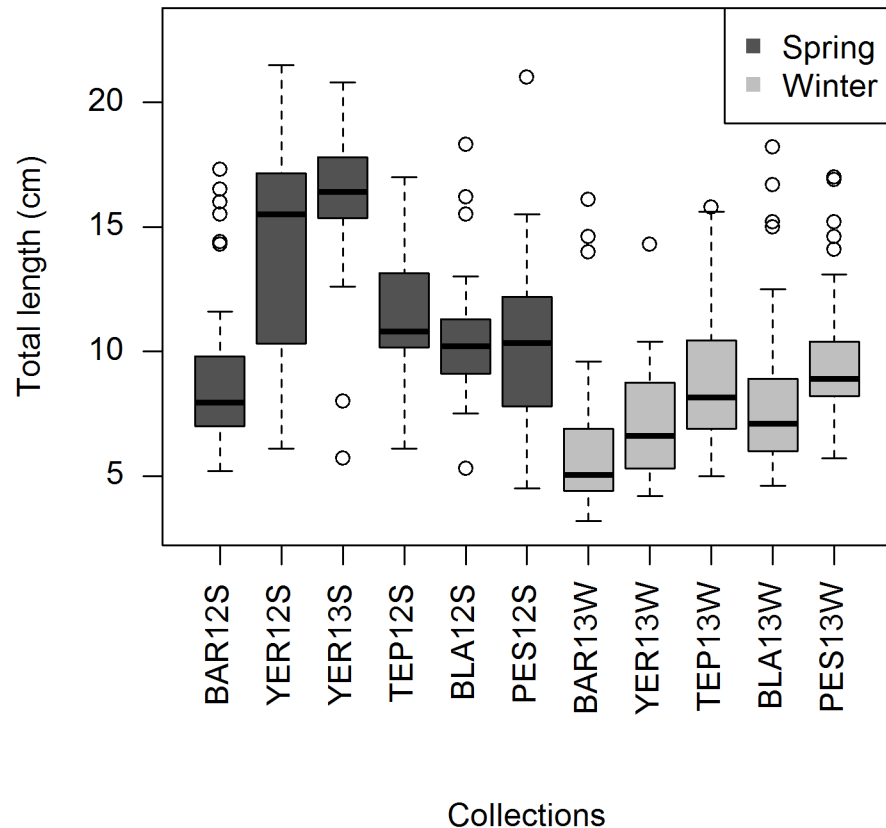 Spring
Winter
Total length (cm)
20
15
10
5
BAR12S
YER12S
YER13S
TEP12S
BLA12S
PES12S
BAR13W
YER13W
TEP13W
BLA13W
PES13W
Collections